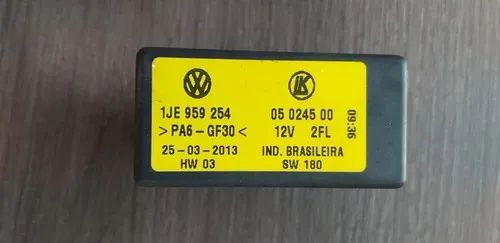 1JE 959 254
>PA6-GF30<
25-03-2013
HW 03
05 0245 00
12V 2FL
IND. BRASILEIRA
SW 180
09:36